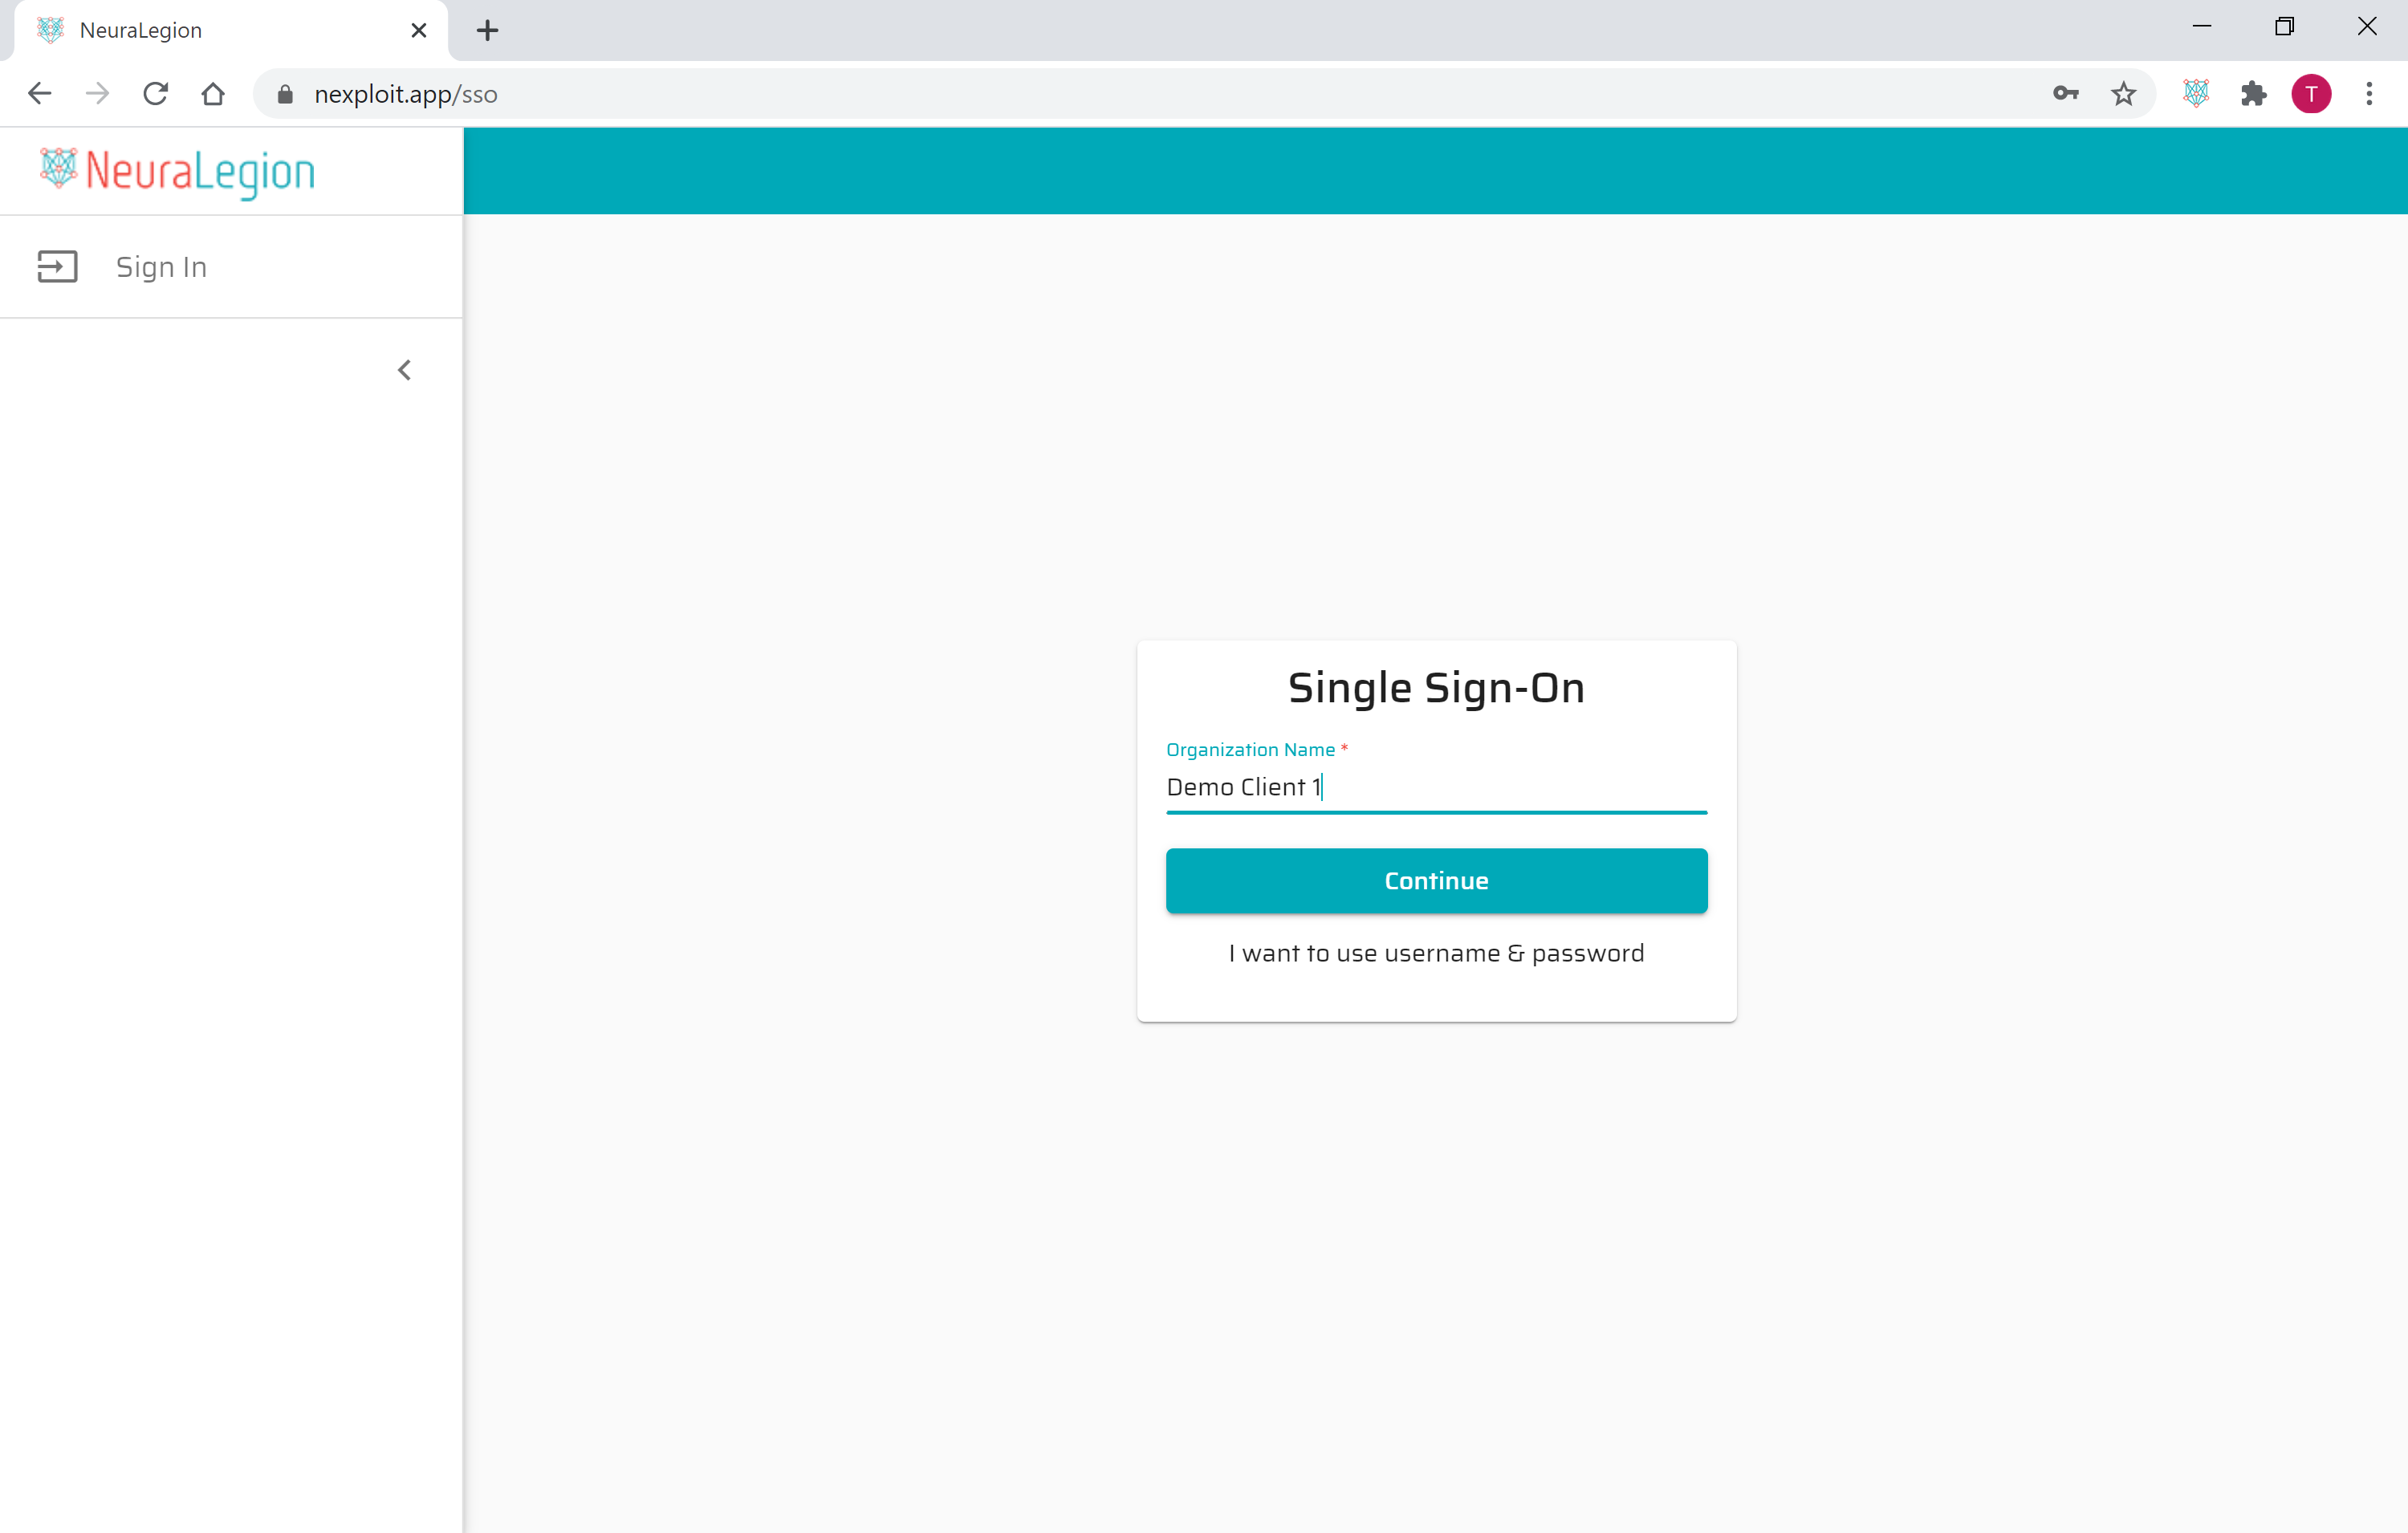 NeuraLegion
nexploit.app/sso
T
NeuraLegion
Sign In
Single Sign-On
Organization Name *
Demo Client 1
Continue
I want to use username & password